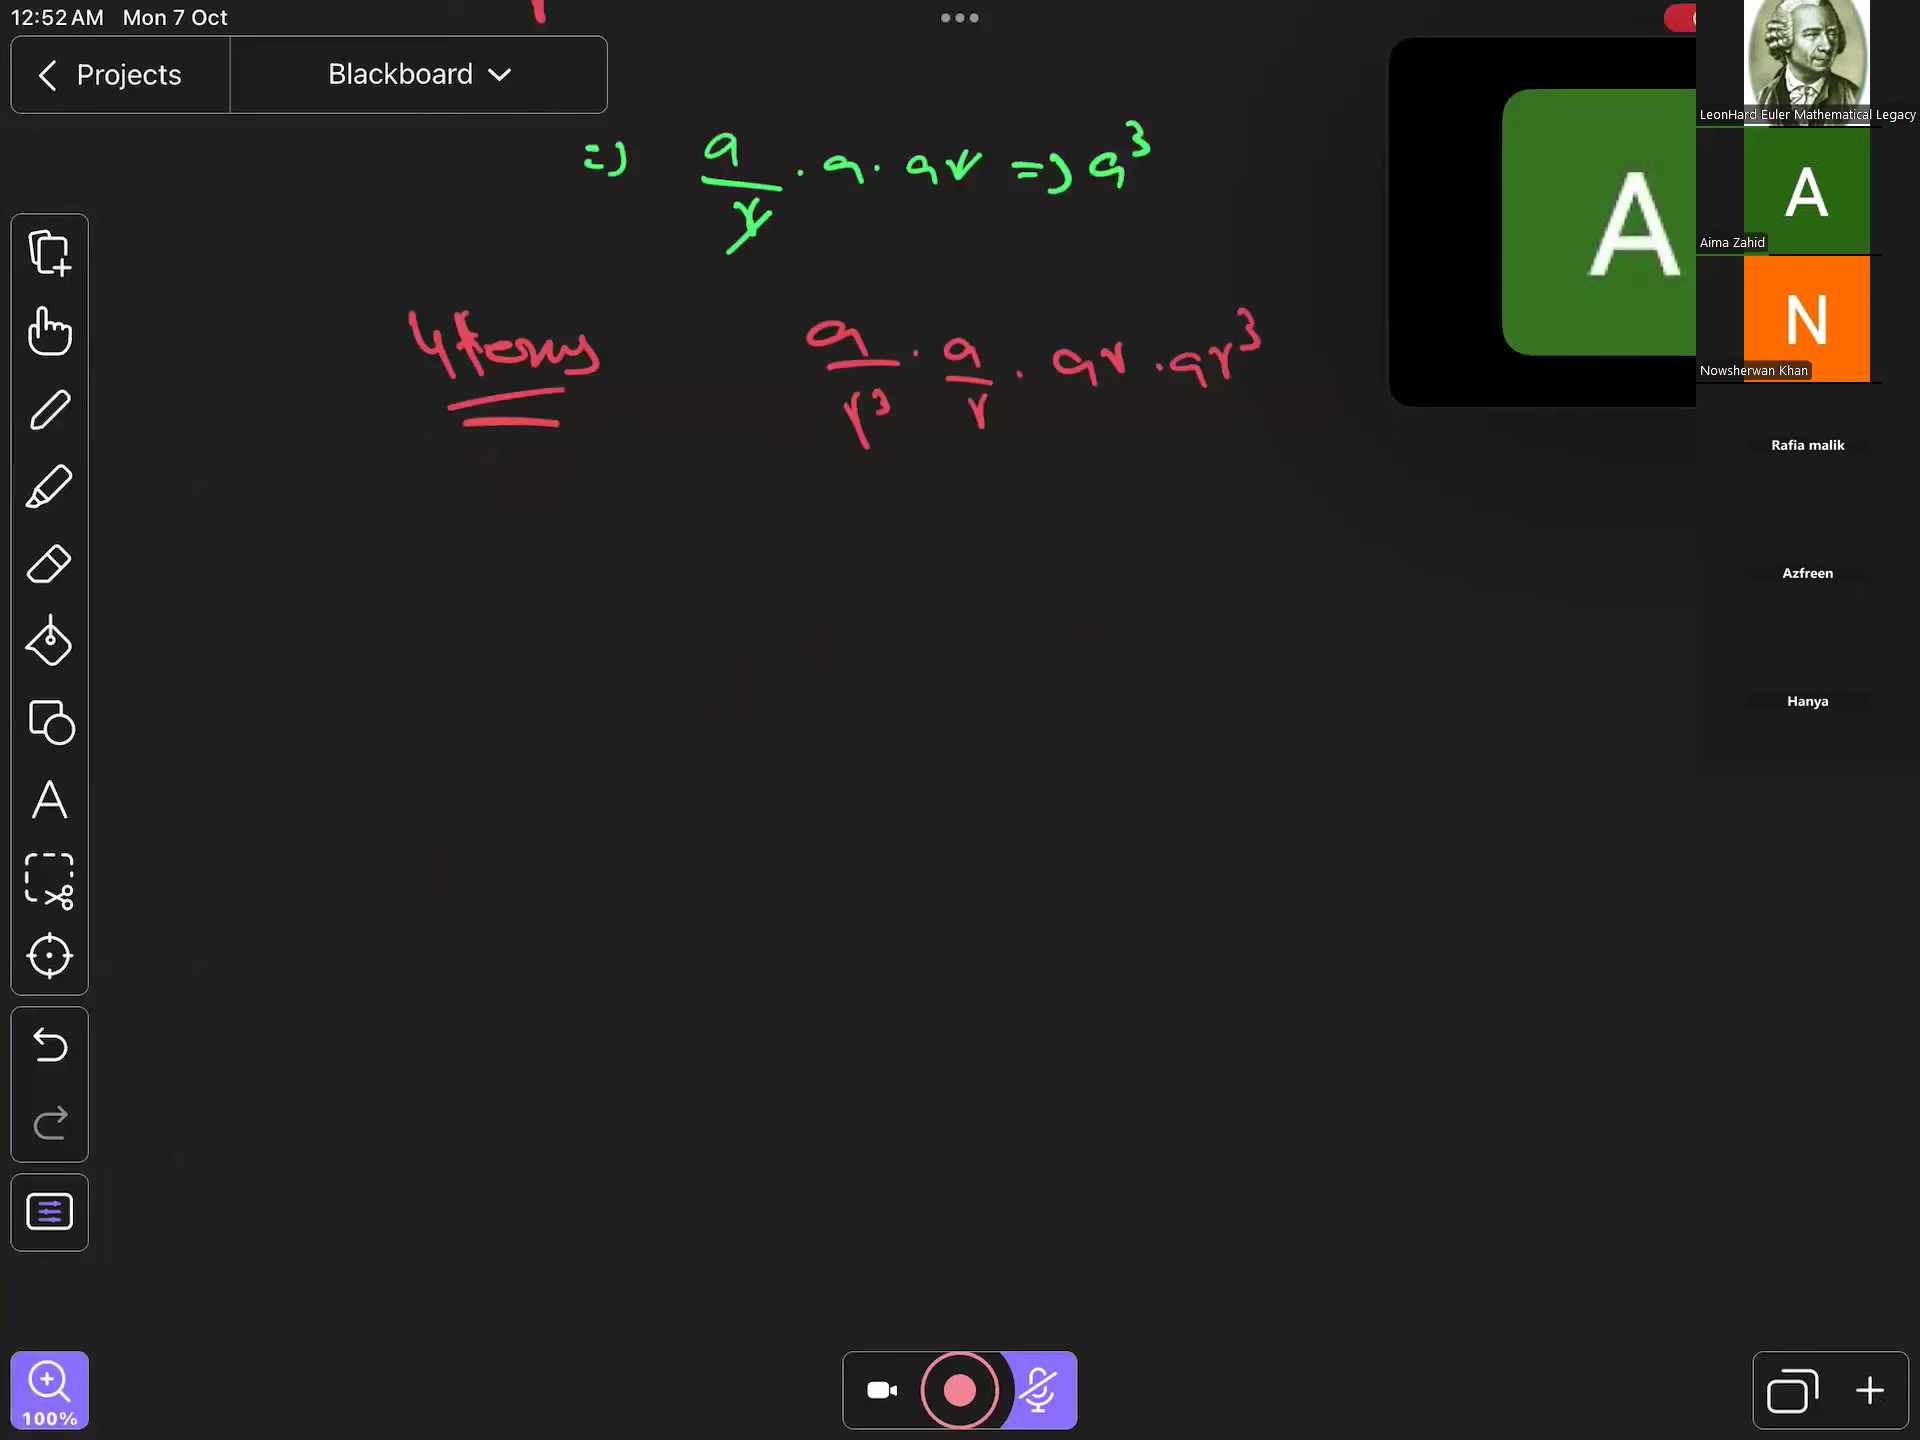 12:52 AM Mon 7 Oct
Projects
Blackboard
LeonHard Euler Mathematical Legacy
=> a/r · a · ar => a³
A
A
Aima Zahid
4 terms
a/r³ · a/r · ar · ar³
N
Nowsherwan Khan
Rafia malik
Azfreen
Hanya
A
100%